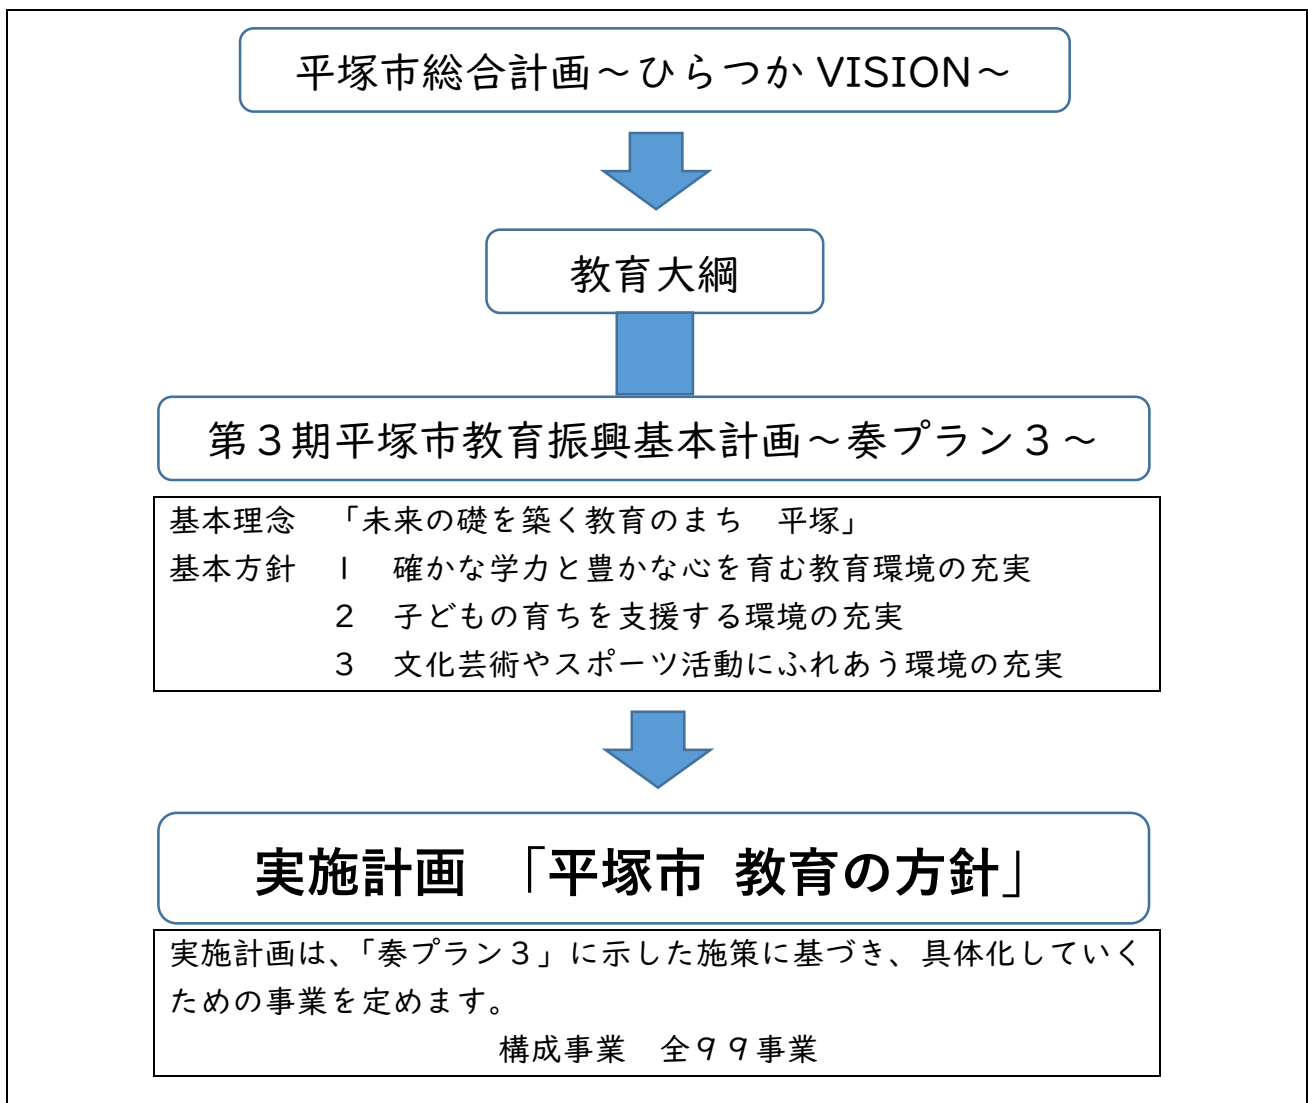 平塚市総合計画～ひらつか VISION～
教育大綱
第３期平塚市教育振興基本計画～奏プラン３～
基本理念　「未来の礎を築く教育のまち　平塚」
基本方針　１　確かな学力と豊かな心を育む教育環境の充実
２　子どもの育ちを支援する環境の充実
３　文化芸術やスポーツ活動にふれあう環境の充実
実施計画　「平塚市 教育の方針」
実施計画は、「奏プラン３」に示した施策に基づき、具体化していく
ための事業を定めます。
構成事業　全９９事業